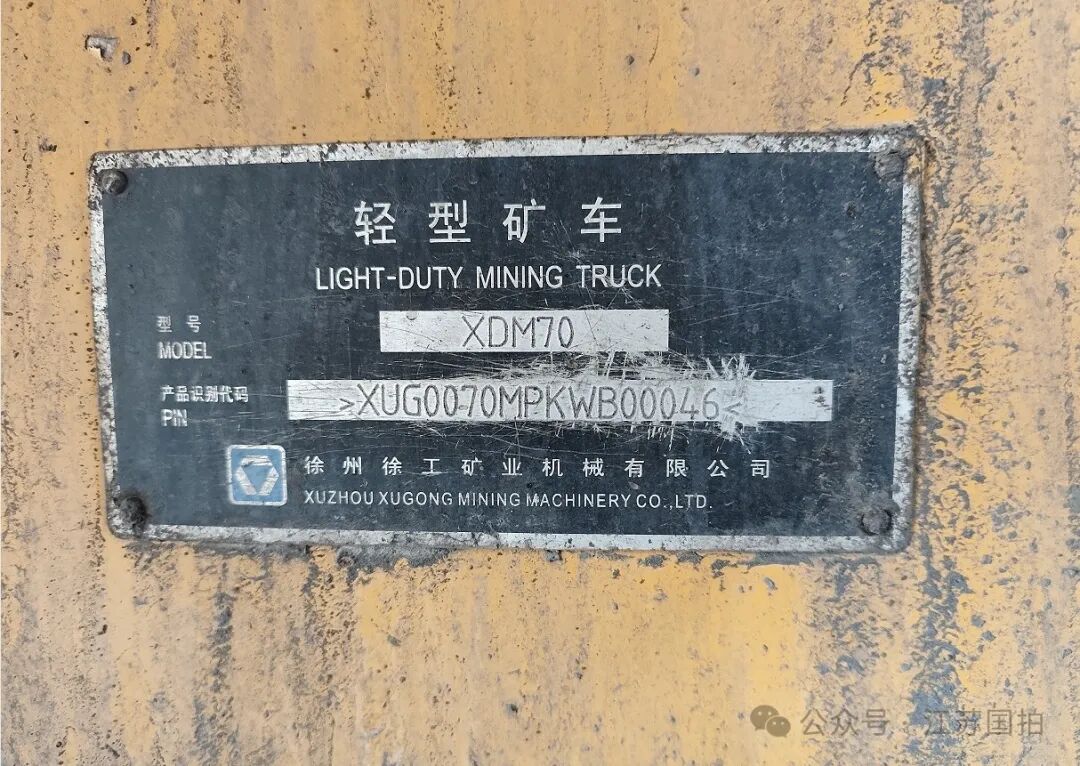 轻型矿车
LIGHT-DUTY MINING TRUCK
型号 XDM70
MODEL
产品识别代码 >XUG0070MPKWB00046<
PIN
徐州徐工矿业机械有限公司
XUZHOU XUGONG MINING MACHINERY CO.,LTD.
公众号·江苏国拍